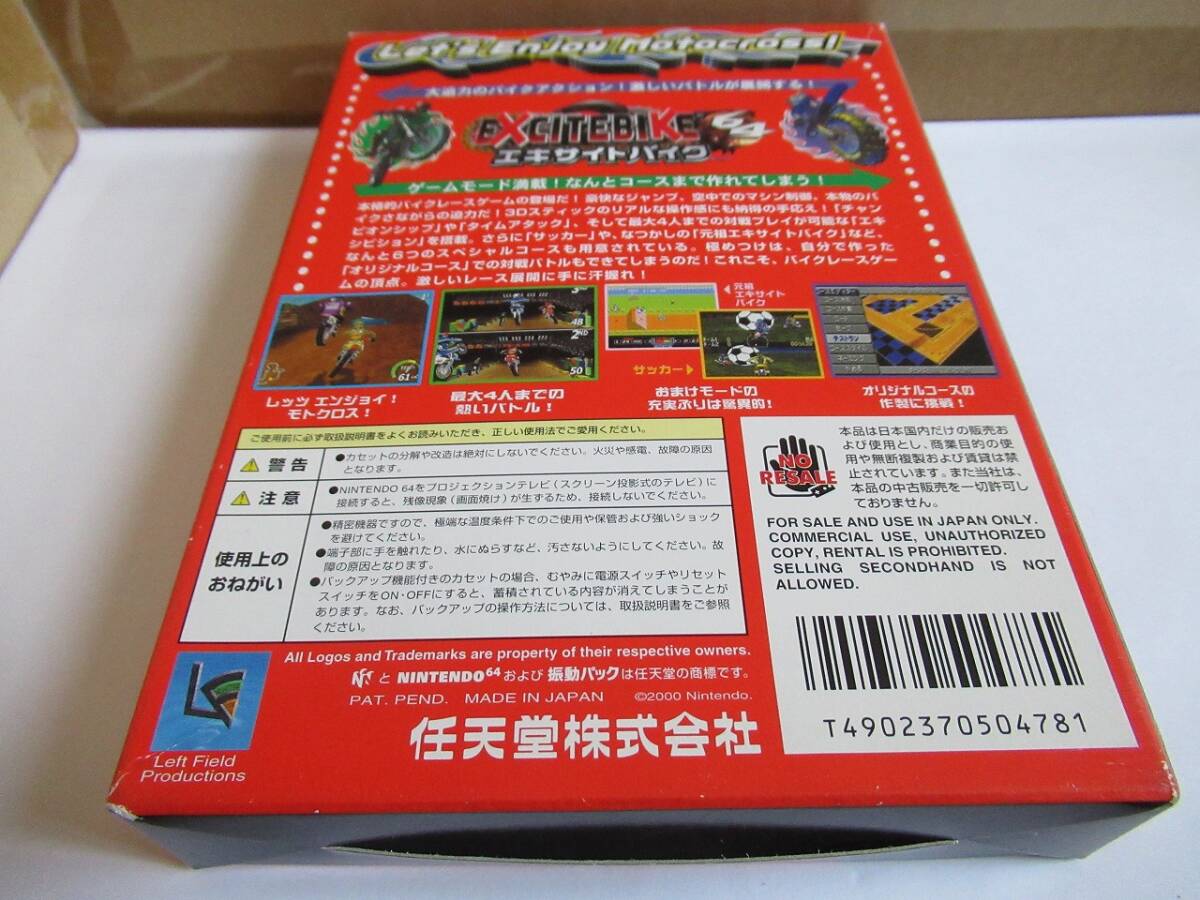 Let's Enjoy Motocross!
大迫力のバイクアクション！激しいバトルが展開する！
EXCITEBIKE 64
エキサイトバイク
ゲームモード満載！なんとコースまで作れてしまう！
本格的バイクレースゲームの登場だ！豪快なジャンプ、空中でのマシン制御、本物のバ
イクさながらの迫力だ！3Dスティックのリアルな操作感にも納得の手応え！「チャン
ピオンシップ」や「タイムアタック」、そして最大4人までの対戦プレイが可能な「エキ
シビション」を搭載。さらに「サッカー」や、なつかしの「元祖エキサイトバイク」など、
なんと6つのスペシャルコースも用意されている。極めつけは、自分で作った
「オリジナルコース」での対戦バトルもできてしまうのだ！これこそ、バイクレースゲー
ムの頂点。激しいレース展開に手に汗握れ！
元祖
エキサイト
バイク
サッカー
61
48
2ND
50
テストラン
レッツ エンジョイ！
モトクロス！
最大4人までの
熱いバトル！
おまけモードの
充実ぶりは驚異的！
オリジナルコースの
作製に挑戦！
ご使用前に必ず取扱説明書をよくお読みいただき、正しい使用法でご愛用ください。
警告
●カセットの分解や改造は絶対にしないでください。火災や感電、故障の原因
となります。
注意
●NINTENDO 64をプロジェクションテレビ（スクリーン投影式のテレビ）に
接続すると、残像現象（画面焼け）が生ずるため、接続しないでください。
使用上の
おねがい
●精密機器ですので、極端な温度条件下でのご使用や保管および強いショック
を避けてください。
●端子部に手を触れたり、水にぬらすなど、汚さないようにしてください。故
障の原因となります。
●バックアップ機能付きのカセットの場合、むやみに電源スイッチやリセット
スイッチをON・OFFにすると、蓄積されている内容が消えてしまうことが
あります。なお、バックアップの操作方法については、取扱説明書をご参照
ください。
NO
RESALE
本品は日本国内だけの販売お
よび使用とし、商業目的の使
用や無断複製および賃貸は禁
止されています。また当社は、
本品の中古販売を一切許可し
ておりません。
FOR SALE AND USE IN JAPAN ONLY.
COMMERCIAL USE, UNAUTHORIZED
COPY, RENTAL IS PROHIBITED.
SELLING SECONDHAND IS NOT
ALLOWED.
T4902370504781
All Logos and Trademarks are property of their respective owners.
と NINTENDO64 および 振動パックは任天堂の商標です。
PAT. PEND. MADE IN JAPAN ©2000 Nintendo.
任天堂株式会社
Left Field
Productions